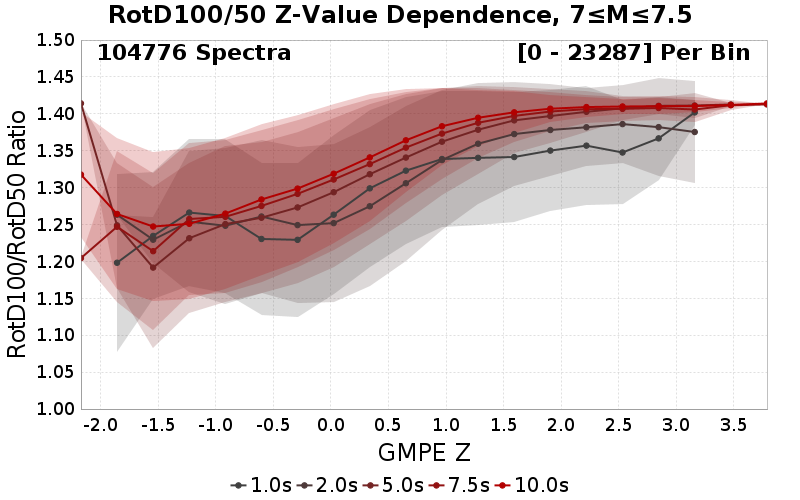 RotD100/50 Z-Value Dependence, 7≤M≤7.5
104776 Spectra
[0 - 23287] Per Bin
RotD100/RotD50 Ratio
1.50
1.45
1.40
1.35
1.30
1.25
1.20
1.15
1.10
1.05
1.00
-2.0 -1.5 -1.0 -0.5 0.0 0.5 1.0 1.5 2.0 2.5 3.0 3.5
GMPE Z
1.0s 2.0s 5.0s 7.5s 10.0s